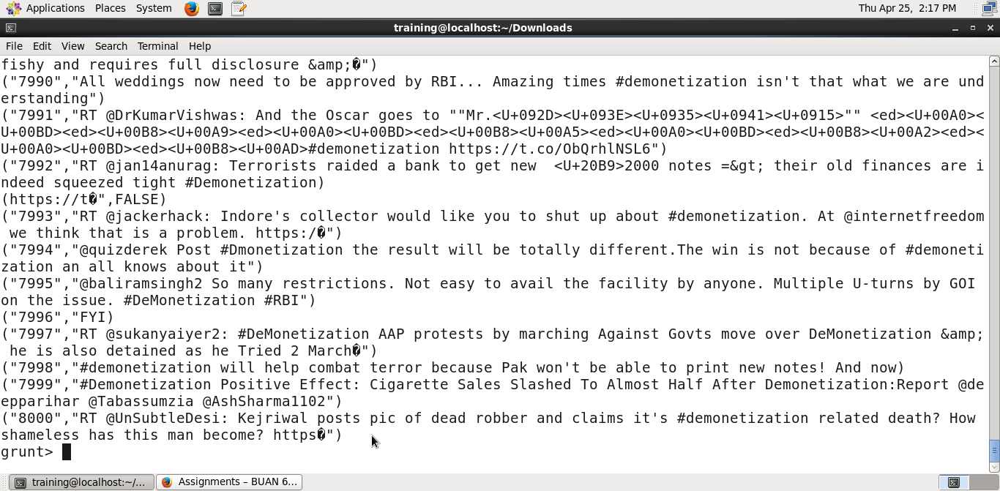 Applications Places System Thu Apr 25, 2:17 PM
training@localhost:~/Downloads
File Edit View Search Terminal Help
fishy and requires full disclosure &amp;�")
("7990","All weddings now need to be approved by RBI... Amazing times #demonetization isn't that what we are und
erstanding")
("7991","RT @DrKumarVishwas: And the Oscar goes to ""Mr.<U+092D><U+093E><U+0935><U+0941><U+0915>"" <ed><U+00A0><
U+00BD><ed><U+00B8><U+00A9><ed><U+00A0><U+00BD><ed><U+00B8><U+00A5><ed><U+00A0><U+00BD><ed><U+00B8><U+00A2><ed><
U+00A0><U+00BD><ed><U+00B8><U+00AD>#demonetization https://t.co/ObQrhlNSL6")
("7992","RT @jan14anurag: Terrorists raided a bank to get new  <U+20B9>2000 notes =&gt; their old finances are i
ndeed squeezed tight #Demonetization)
(https://t�",FALSE)
("7993","RT @jackerhack: Indore's collector would like you to shut up about #demonetization. At @internetfreedom
 we think that is a problem. https:/�")
("7994","@quizderek Post #Dmonetization the result will be totally different.The win is not because of #demoneti
zation an all knows about it")
("7995","@baliramsingh2 So many restrictions. Not easy to avail the facility by anyone. Multiple U-turns by GOI
on the issue. #DeMonetization #RBI")
("7996","FYI)
("7997","RT @sukanyaiyer2: #DeMonetization AAP protests by marching Against Govts move over DeMonetization &amp;
 he is also detained as he Tried 2 March�")
("7998","#demonetization will help combat terror because Pak won't be able to print new notes! And now)
("7999","#Demonetization Positive Effect: Cigarette Sales Slashed To Almost Half After Demonetization:Report @de
epparihar @Tabassumzia @AshSharma1102")
("8000","RT @UnSubtleDesi: Kejriwal posts pic of dead robber and claims it's #demonetization related death? How
shameless has this man become? https�")
grunt>
training@localhost:~/... Assignments – BUAN 6...